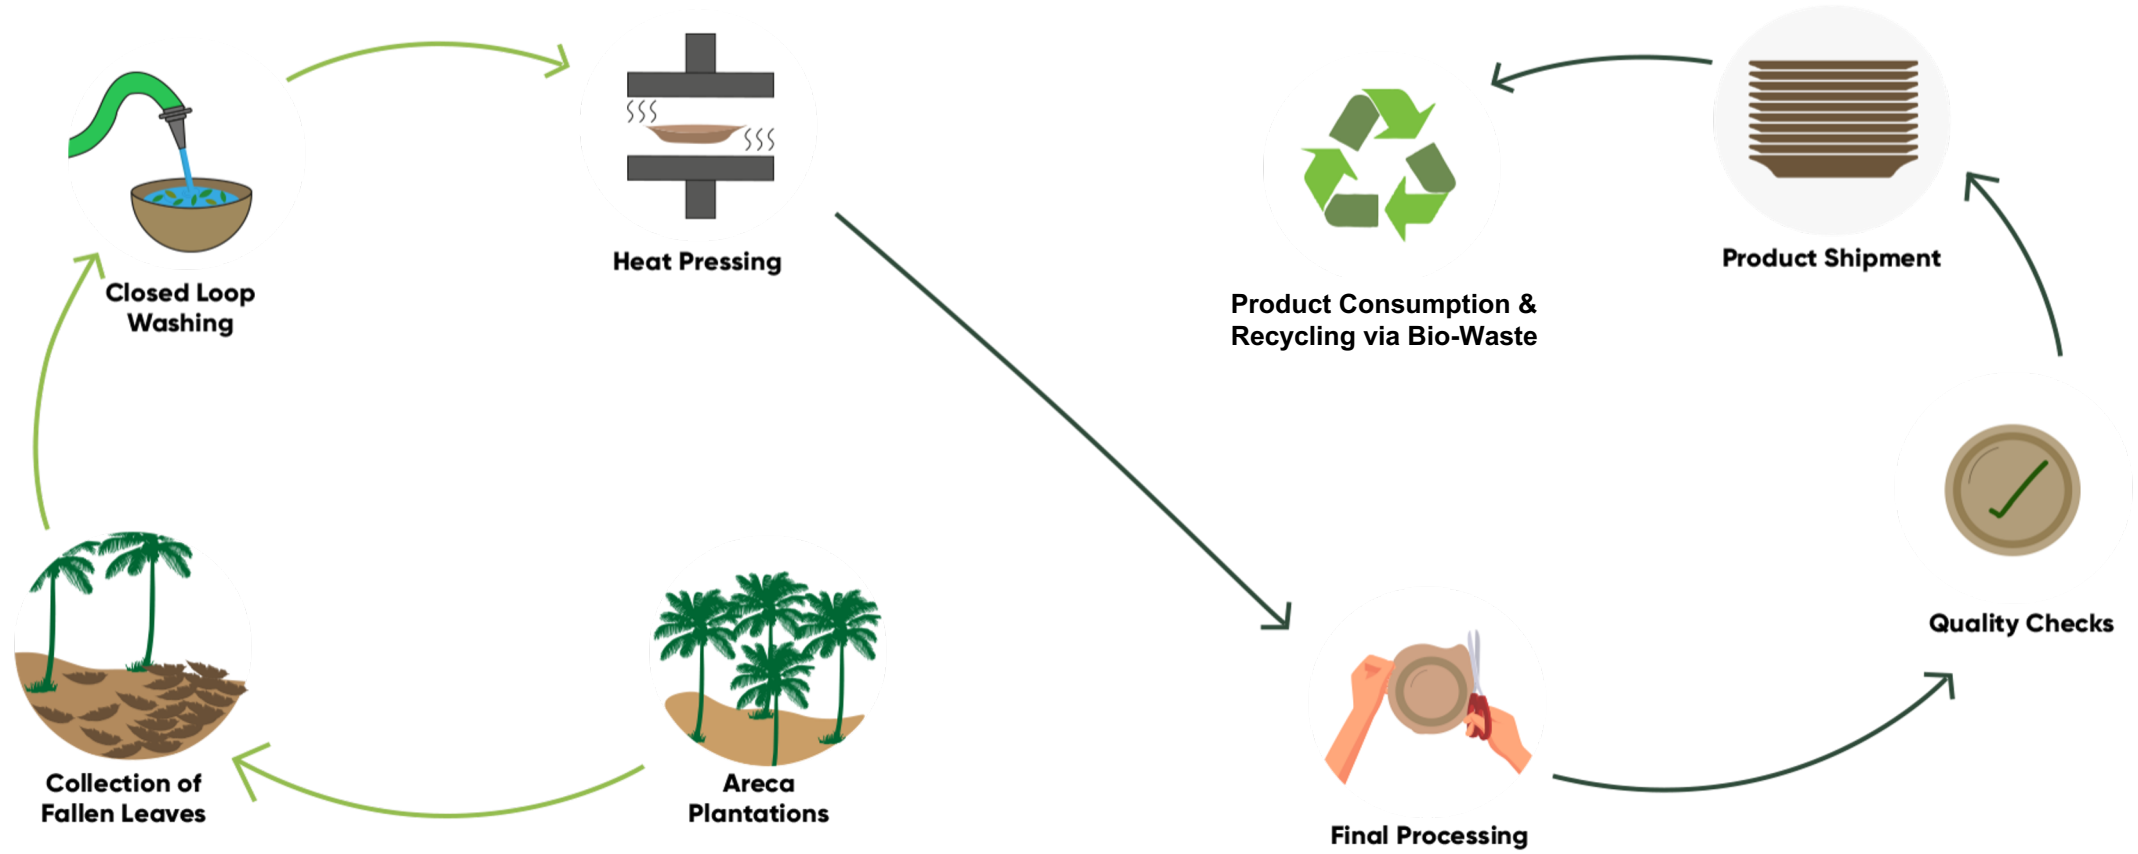 Heat Pressing
Closed Loop
Washing
Product Shipment
Product Consumption &
Recycling via Bio-Waste
Quality Checks
Collection of
Fallen Leaves
Areca
Plantations
Final Processing